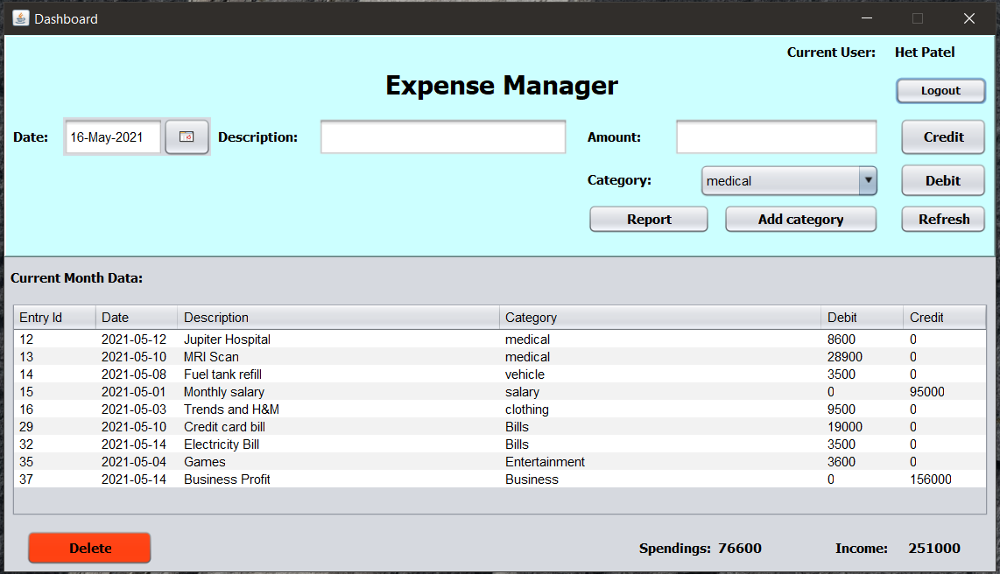 Dashboard
Current User: Het Patel
Expense Manager
Logout
Date: 16-May-2021 Description: Amount: Credit
Category: medical Debit
Report Add category Refresh
Current Month Data:
Entry Id Date Description Category Debit Credit
12 2021-05-12 Jupiter Hospital medical 8600 0
13 2021-05-10 MRI Scan medical 28900 0
14 2021-05-08 Fuel tank refill vehicle 3500 0
15 2021-05-01 Monthly salary salary 0 95000
16 2021-05-03 Trends and H&M clothing 9500 0
29 2021-05-10 Credit card bill Bills 19000 0
32 2021-05-14 Electricity Bill Bills 3500 0
35 2021-05-04 Games Entertainment 3600 0
37 2021-05-14 Business Profit Business 0 156000
Delete Spendings: 76600 Income: 251000